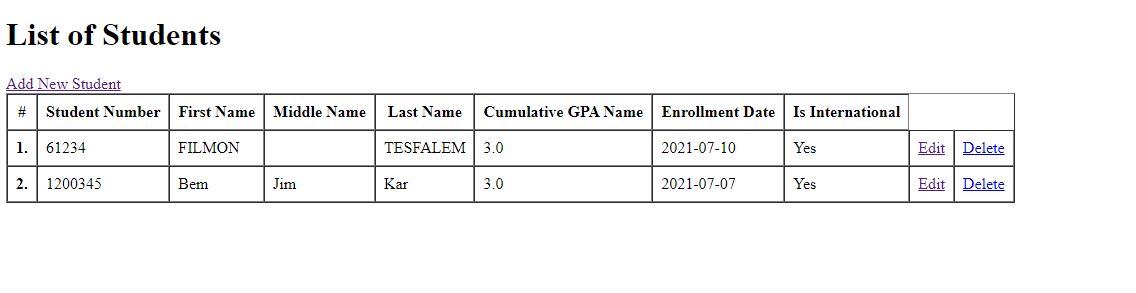 List of Students
Add New Student
# Student Number First Name Middle Name Last Name Cumulative GPA Name Enrollment Date Is International
1. 61234 FILMON TESFALEM 3.0 2021-07-10 Yes Edit Delete
2. 1200345 Bem Jim Kar 3.0 2021-07-07 Yes Edit Delete